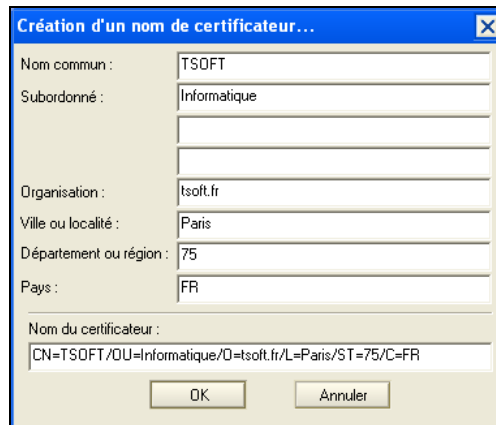 Création d'un nom de certificateur...
Nom commun : TSOFT
Subordonné : Informatique
Organisation : tsoft.fr
Ville ou localité : Paris
Département ou région : 75
Pays : FR
Nom du certificateur :
CN=TSOFT/OU=Informatique/O=tsoft.fr/L=Paris/ST=75/C=FR
OK Annuler